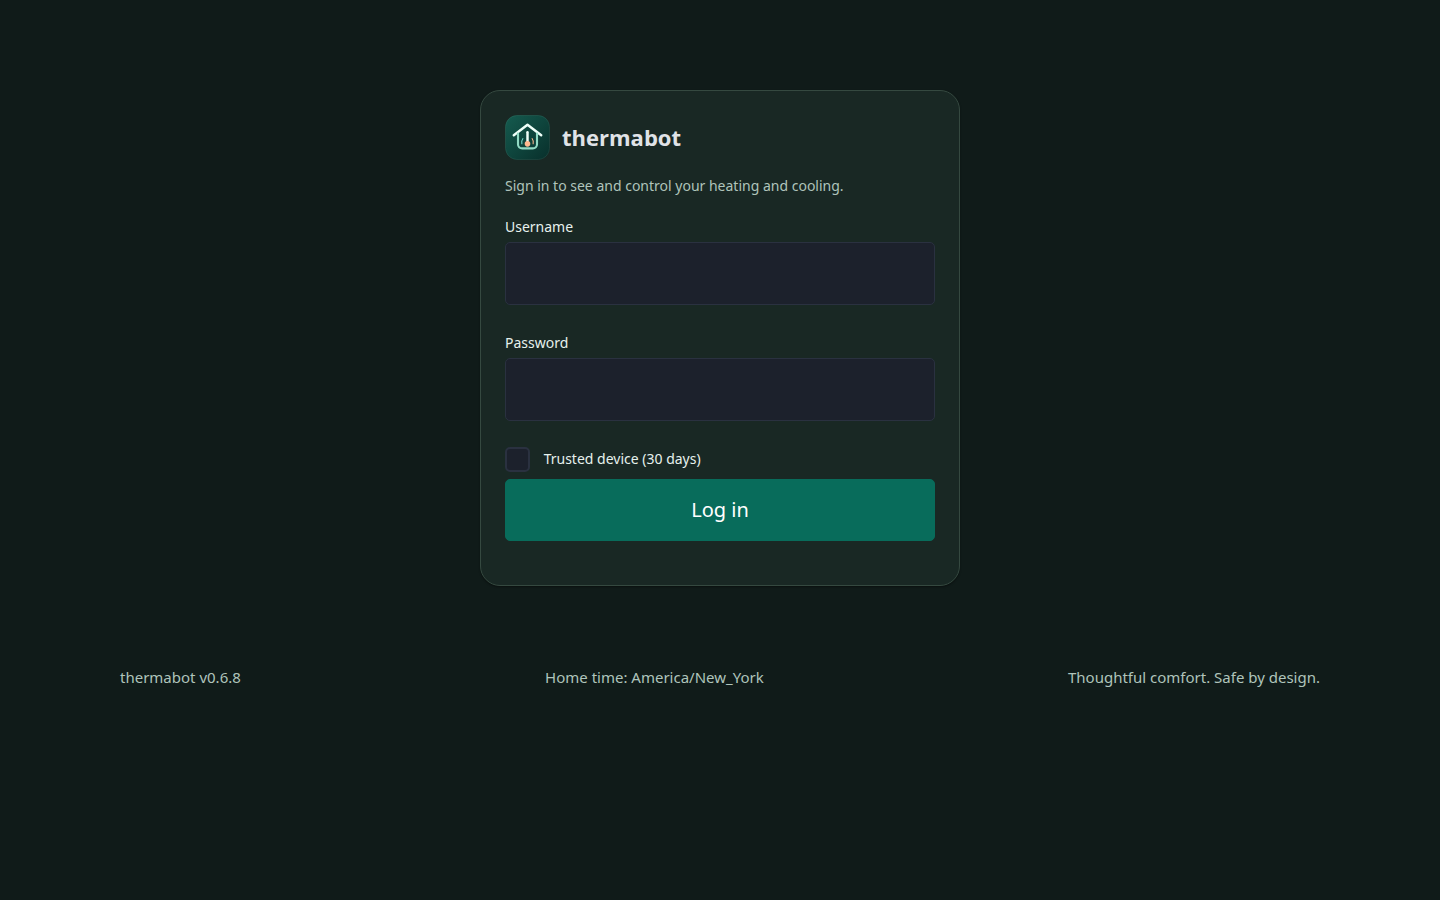 thermabot
Sign in to see and control your heating and cooling.
Username
Password
Trusted device (30 days)
Log in
thermabot v0.6.8
Home time: America/New_York
Thoughtful comfort. Safe by design.